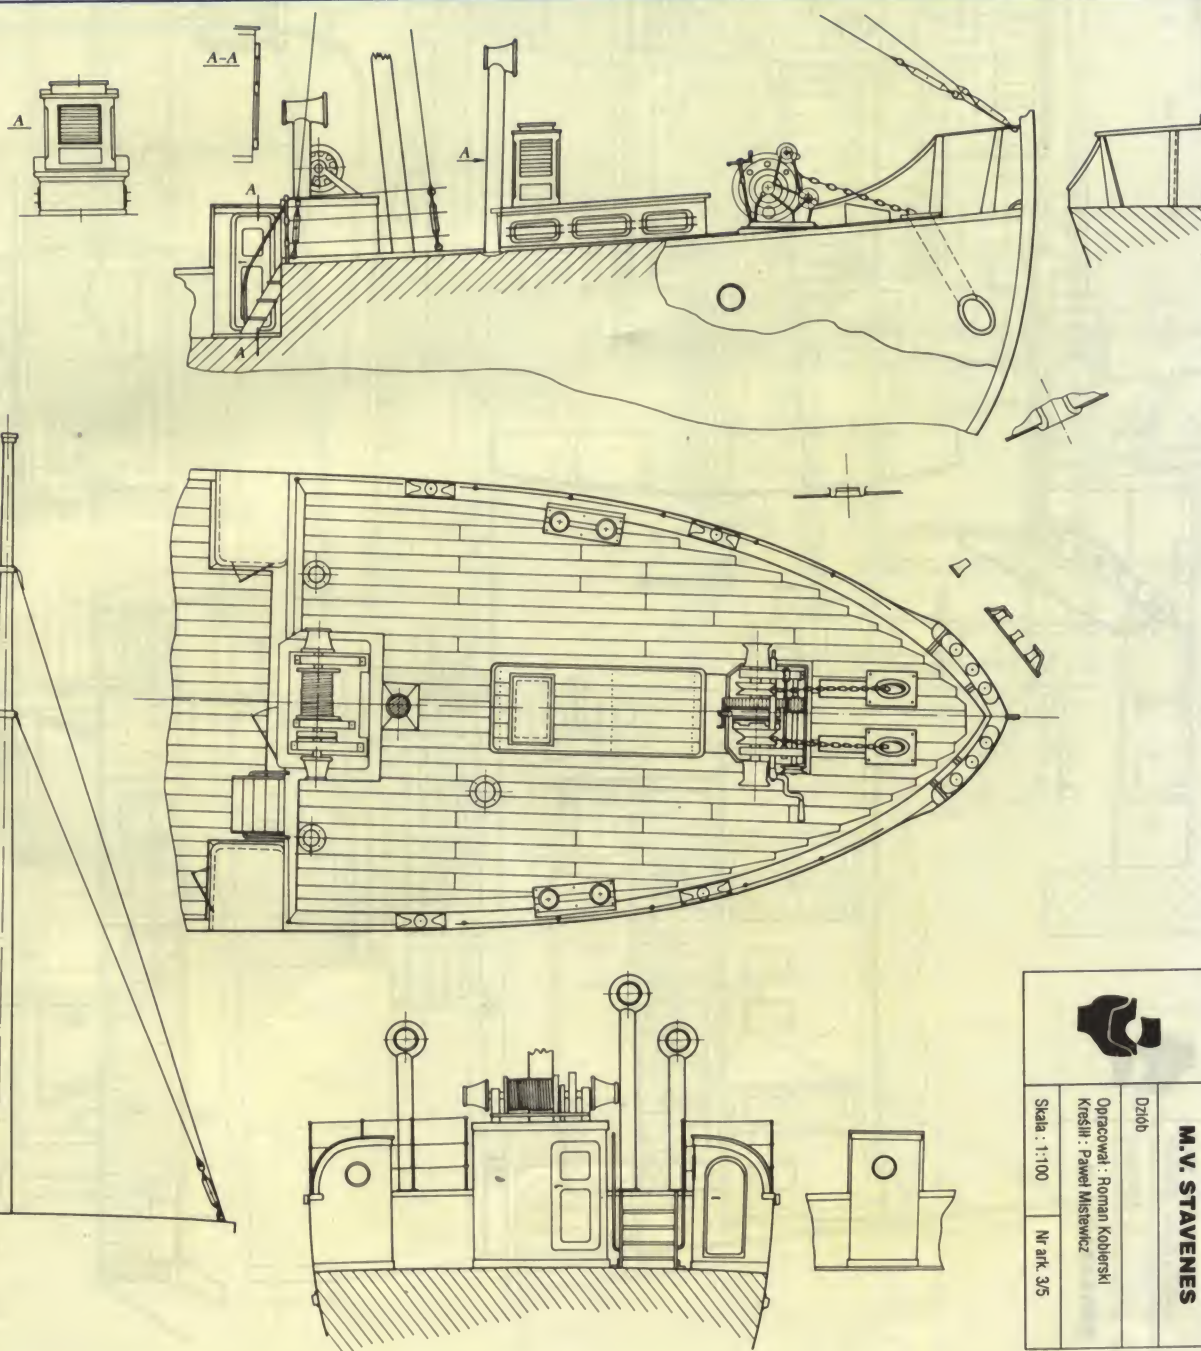 A-A
A
A
A
A
M.V. STAVENES
Dziób
Opracował : Roman Kobierski
Kreślił : Paweł Mistewicz
Skala : 1:100
Nr ark. 3/5